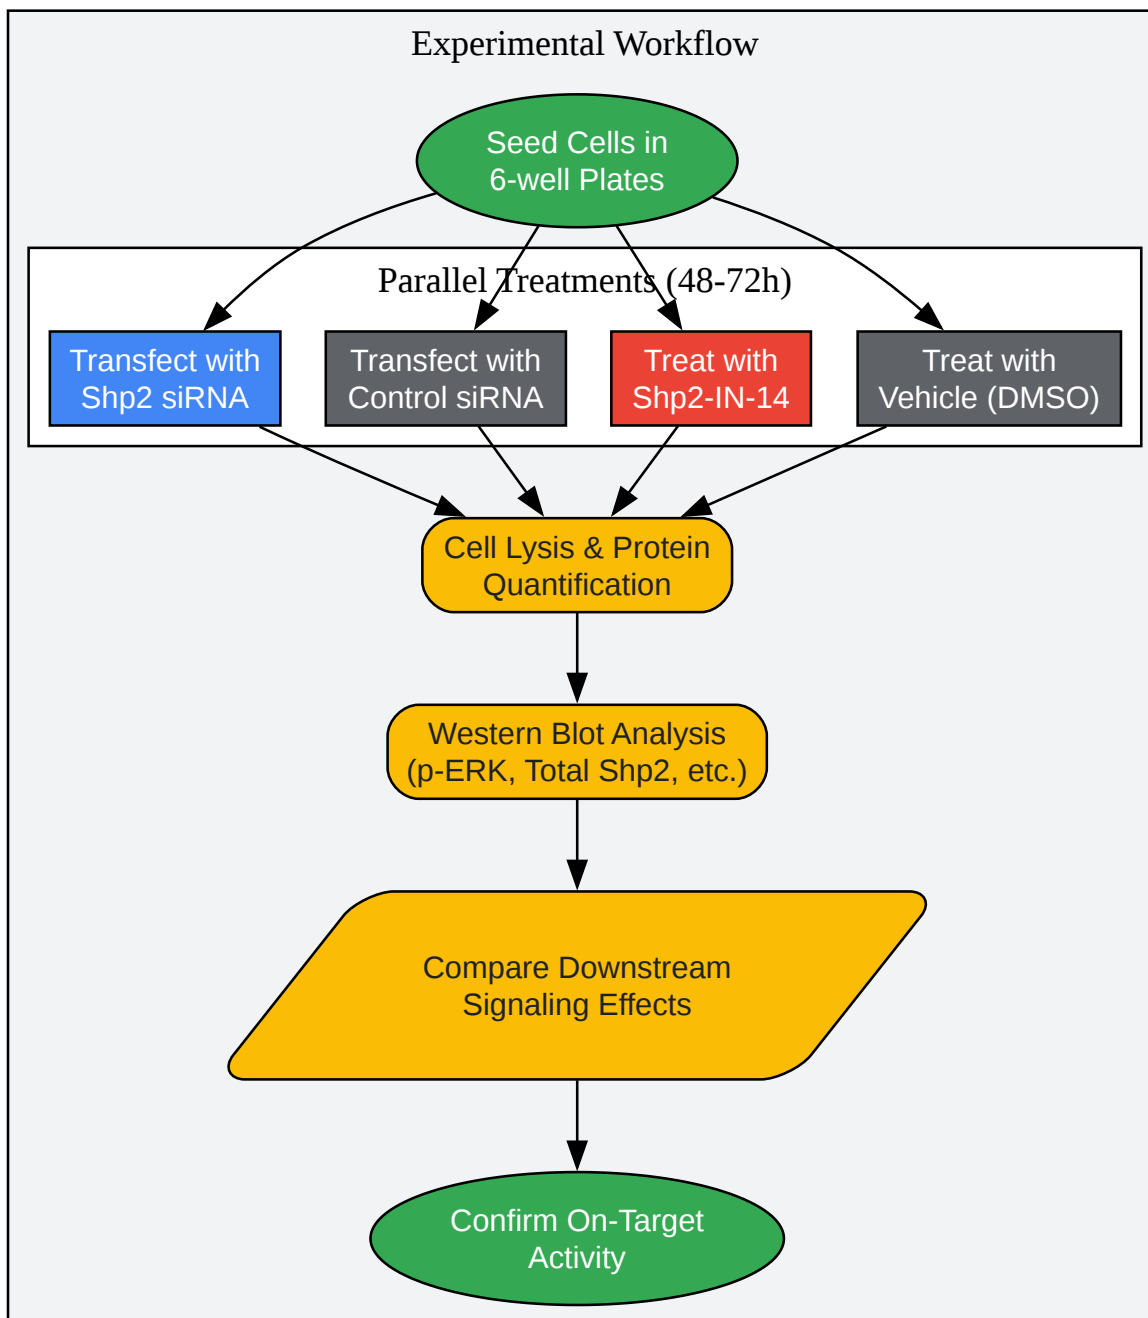 Experimental Workflow
Seed Cells in
6-well Plates
Parallel Treatments (48-72h)
Transfect with
Shp2 siRNA
Transfect with
Control siRNA
Treat with
Shp2-IN-14
Treat with
Vehicle (DMSO)
Cell Lysis & Protein
Quantification
Western Blot Analysis
(p-ERK, Total Shp2, etc.)
Compare Downstream
Signaling Effects
Confirm On-Target
Activity